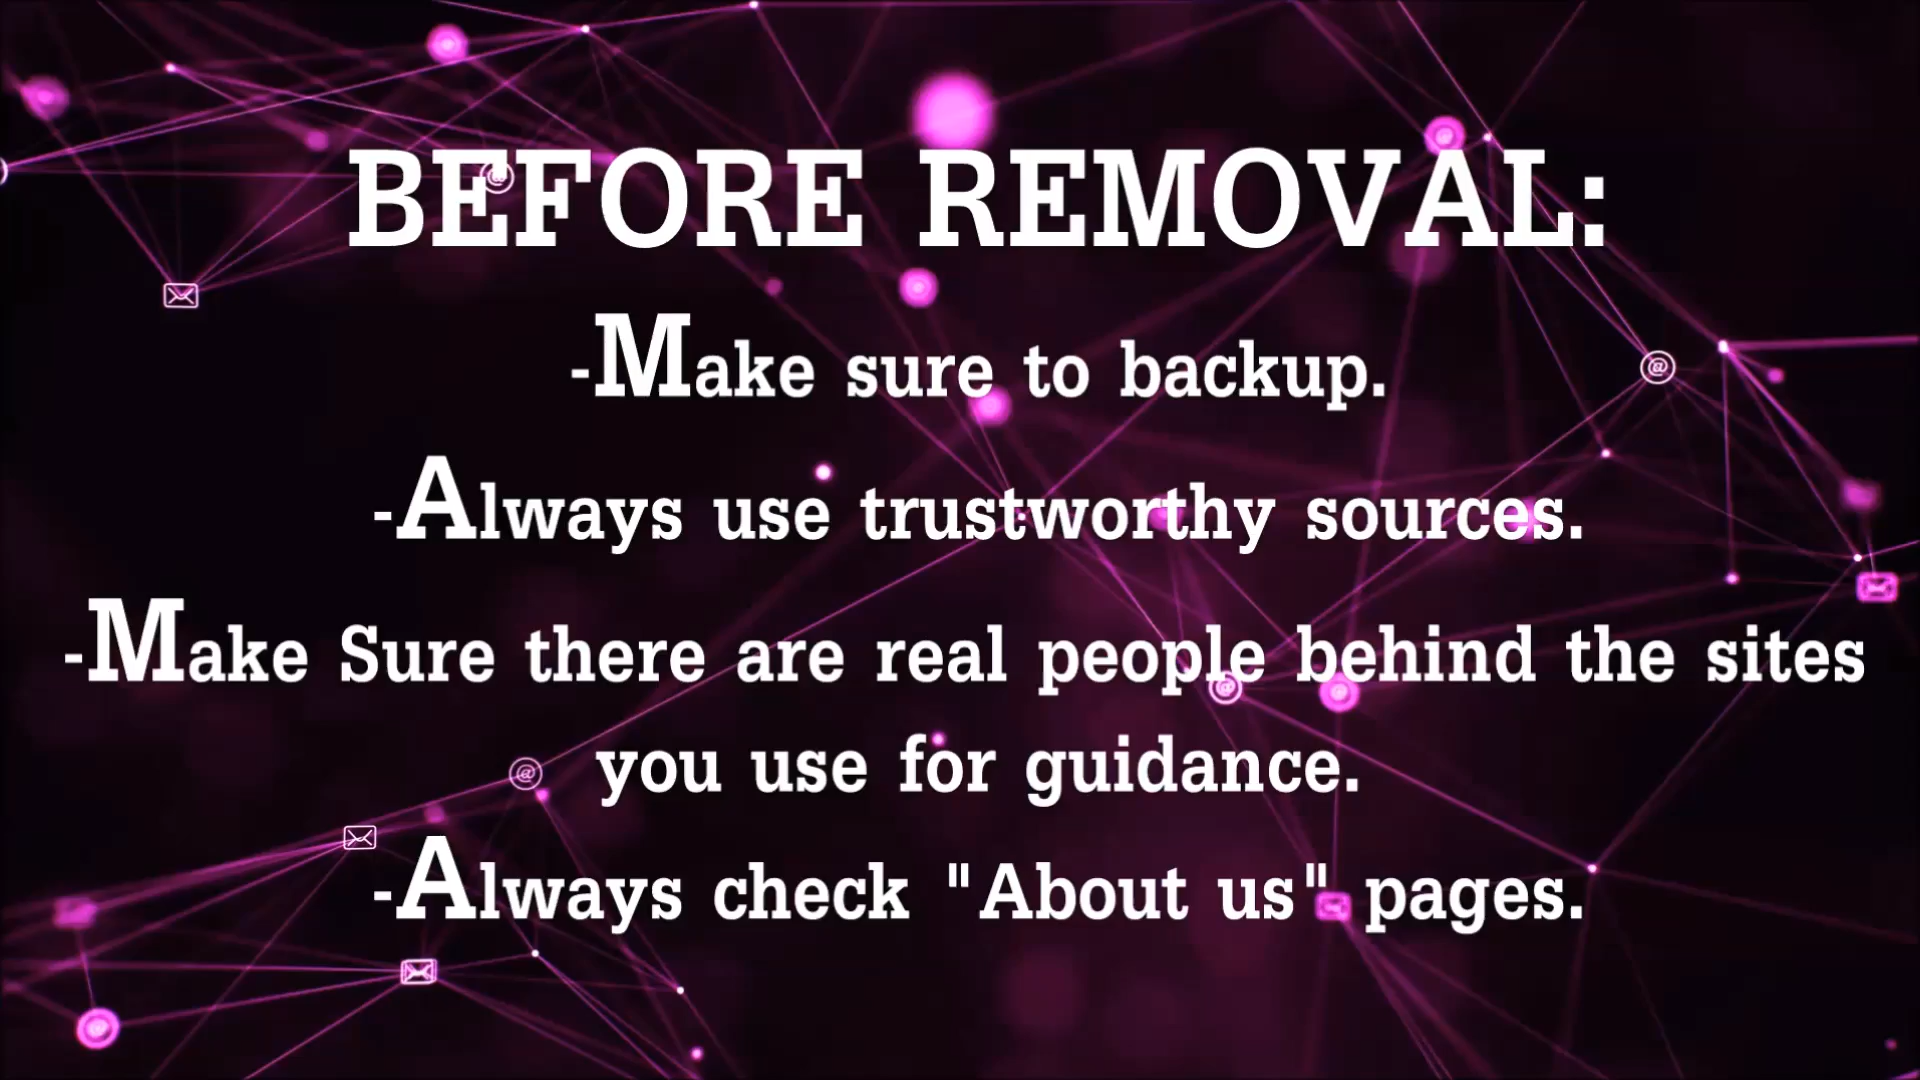 BEFORE REMOVAL:
-Make sure to backup.
-Always use trustworthy sources.
-Make Sure there are real people behind the sites
you use for guidance.
-Always check "About us" pages.